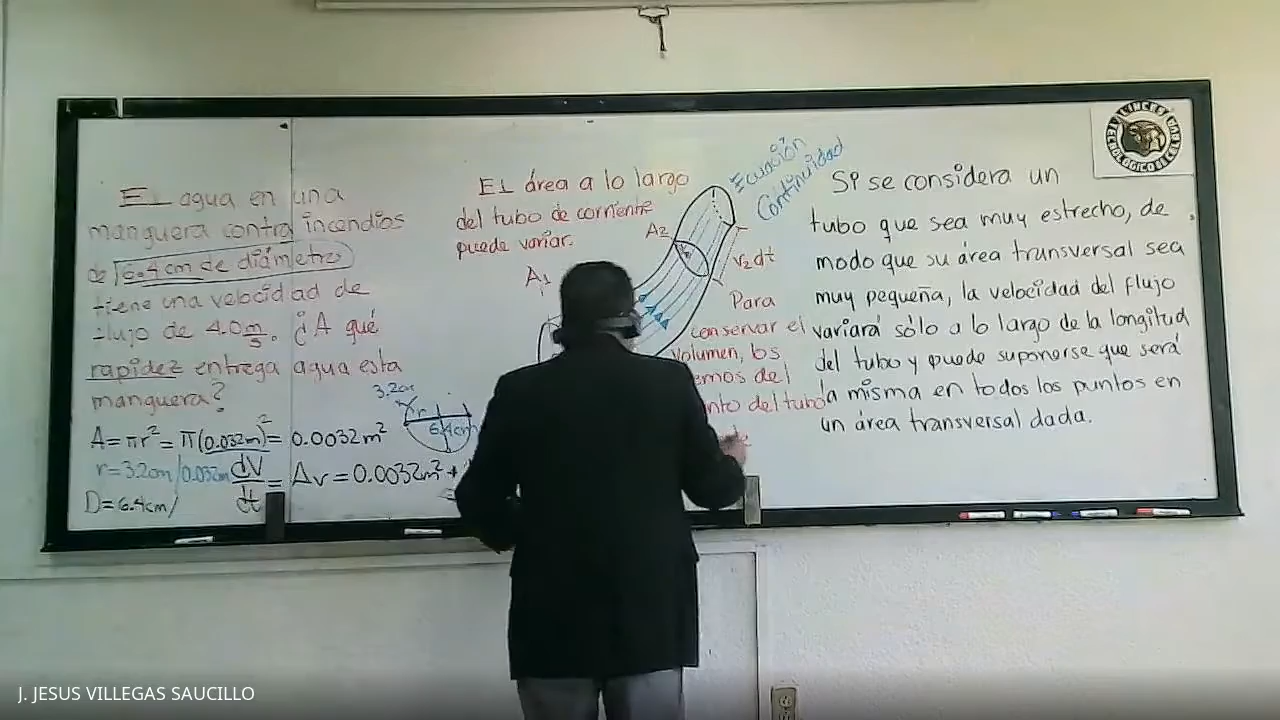 EL agua en una
manguera contra incendios
de 6.4 cm de diámetro
tiene una velocidad de
flujo de 4.0 m/s. ¿A qué
rapidez entrega agua esta
manguera?
A = πr² = π(0.032m)² = 0.0032m²
r = 3.2cm/0.032m dV/dt = Av = 0.0032m² *
D = 6.4cm/
3.2cm
r
6.4cm
EL área a lo largo
del tubo de corriente
puede variar.
A1
A2
Ecuación
Continuidad
v₂dt
Para
conservar el
volumen, los
del
del tubo
Si se considera un
tubo que sea muy estrecho, de
modo que su área transversal sea
muy pequeña, la velocidad del flujo
variará sólo a lo largo de la longitud
del tubo y puede suponerse que será
la misma en todos los puntos en
un área transversal dada.
J. JESUS VILLEGAS SAUCILLO